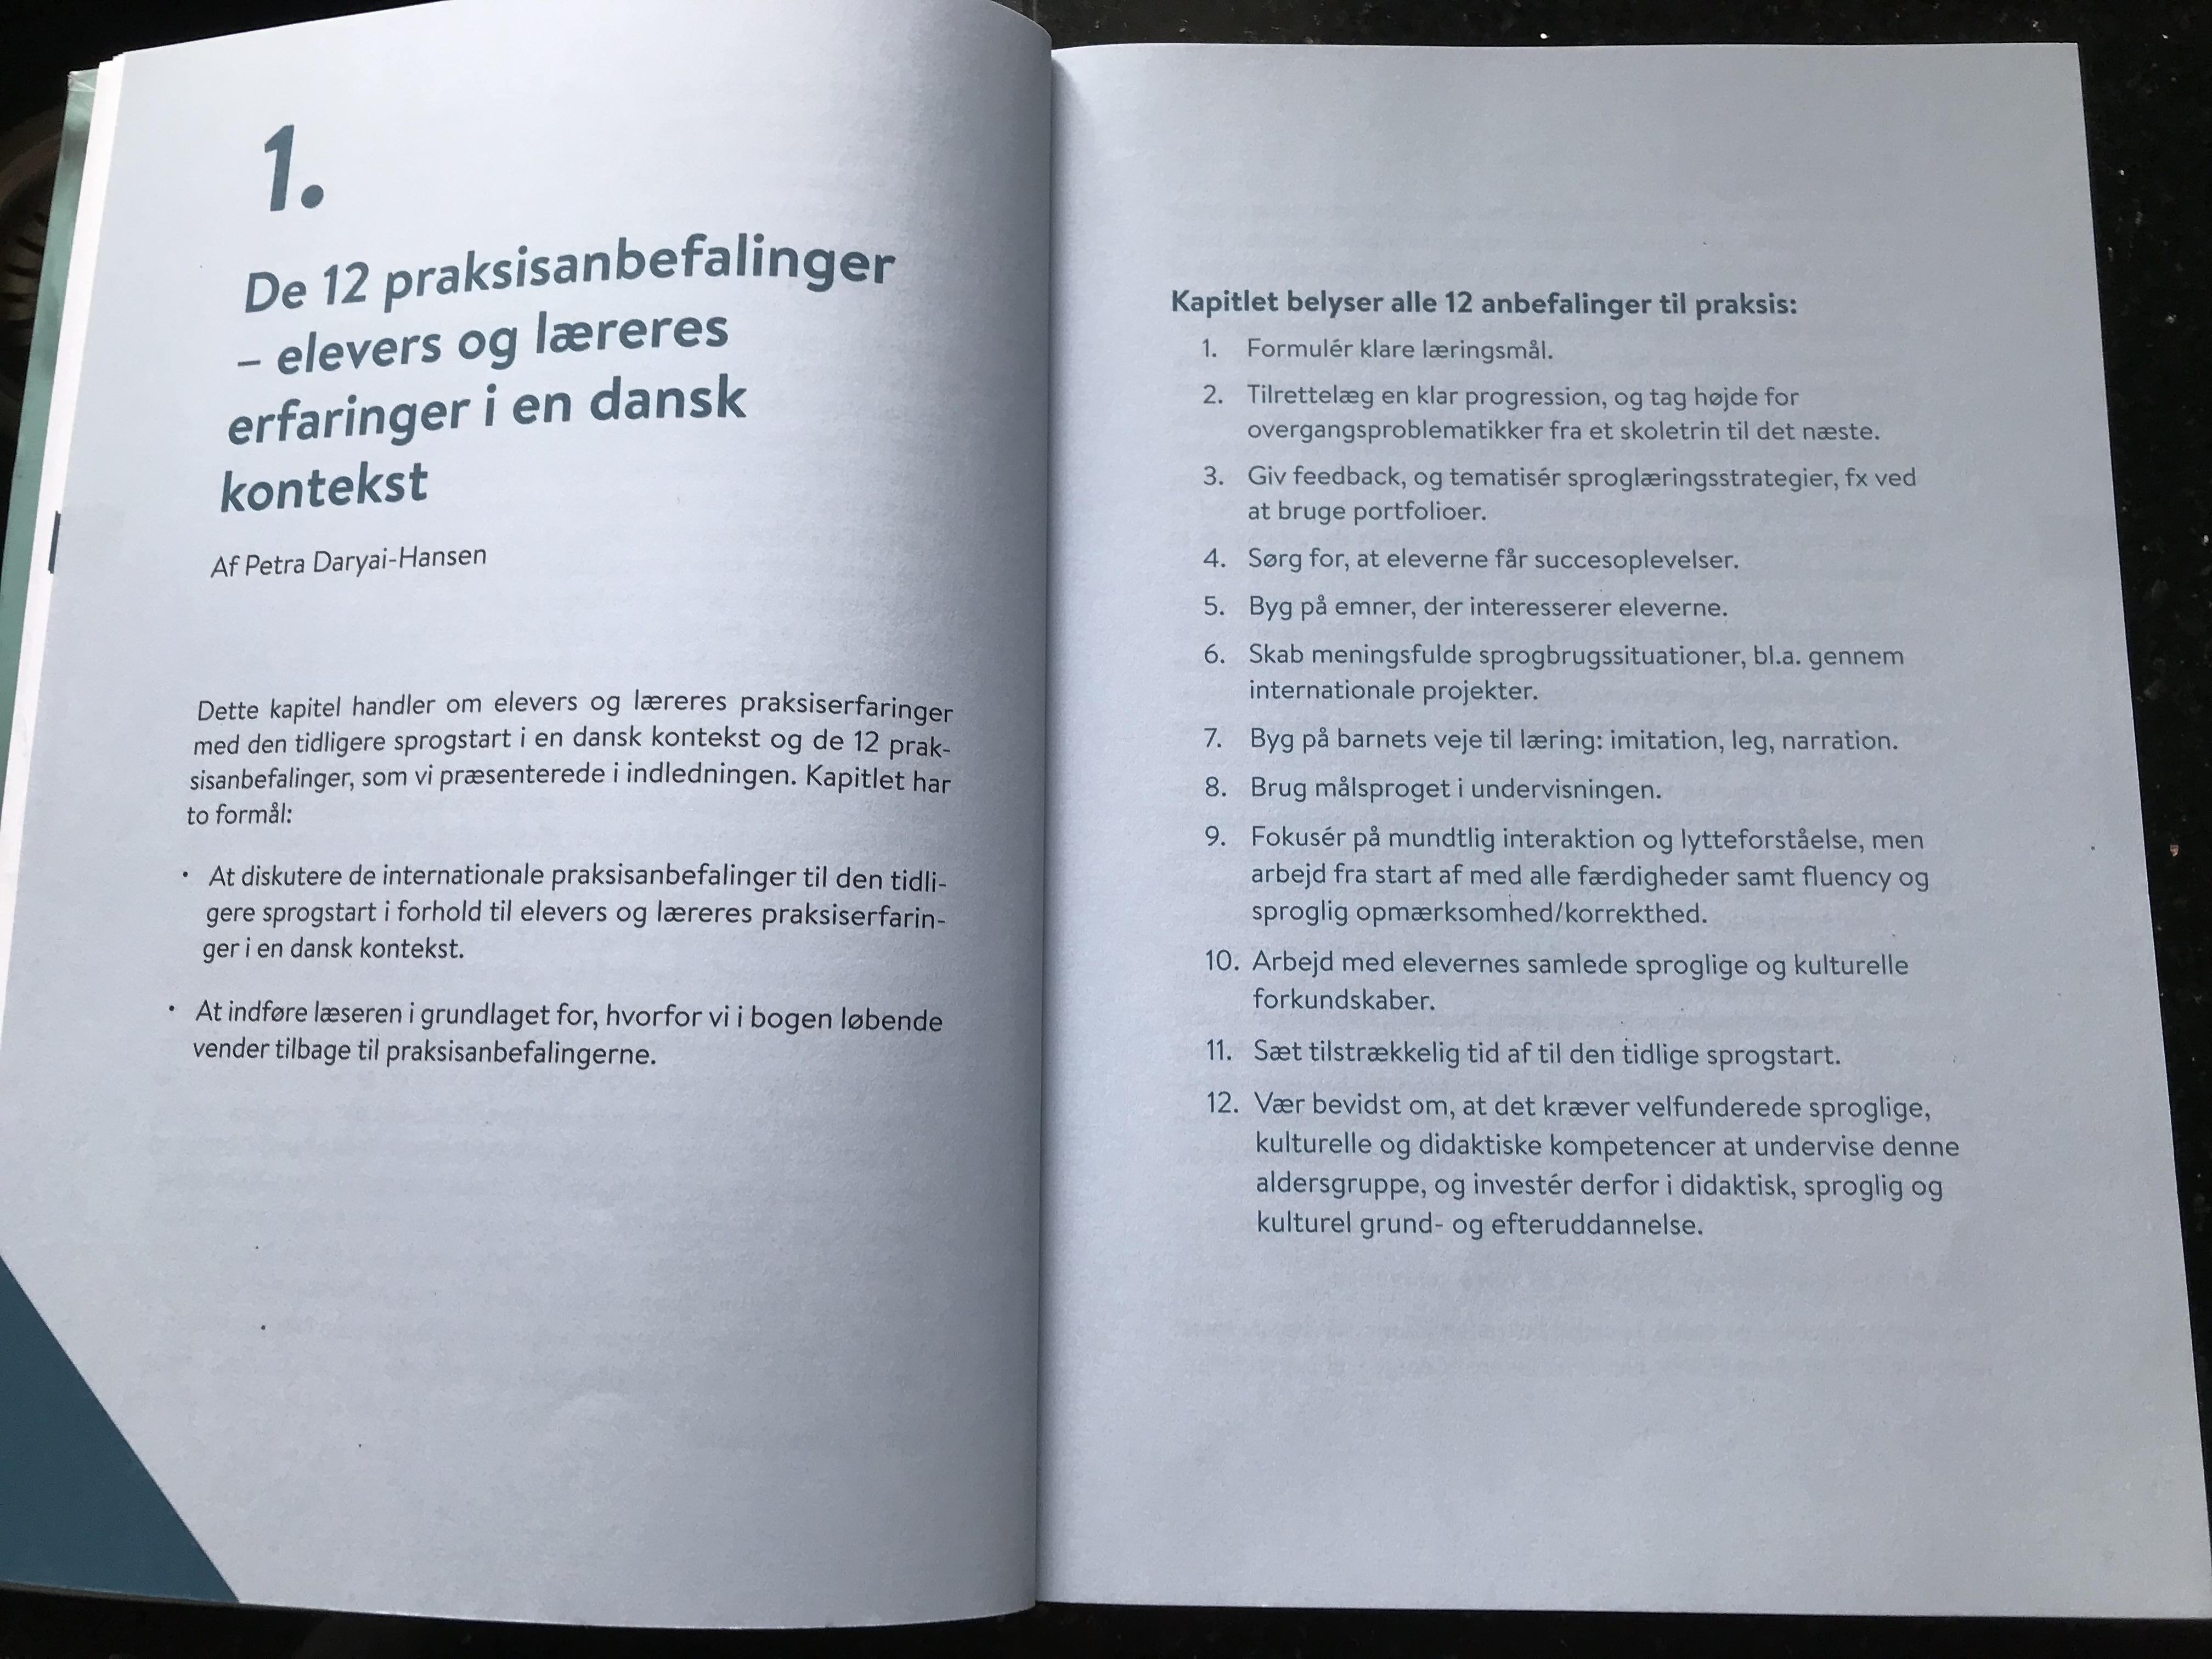 1.
De 12 praksisanbefalinger
– elevers og læreres
erfaringer i en dansk
kontekst
Af Petra Daryai-Hansen
Dette kapitel handler om elevers og læreres praksiserfaringer
med den tidligere sprogstart i en dansk kontekst og de 12 prak-
sisanbefalinger, som vi præsenterede i indledningen. Kapitlet har
to formål:
· At diskutere de internationale praksisanbefalinger til den tidli-
gere sprogstart i forhold til elevers og læreres praksiserfarin-
ger i en dansk kontekst.
· At indføre læseren i grundlaget for, hvorfor vi i bogen løbende
vender tilbage til praksisanbefalingerne.
Kapitlet belyser alle 12 anbefalinger til praksis:
1. Formulér klare læringsmål.
2. Tilrettelæg en klar progression, og tag højde for
overgangsproblematikker fra et skoletrin til det næste.
3. Giv feedback, og tematisér sproglæringsstrategier, fx ved
at bruge portfolioer.
4. Sørg for, at eleverne får succesoplevelser.
5. Byg på emner, der interesserer eleverne.
6. Skab meningsfulde sprogbrugssituationer, bl.a. gennem
internationale projekter.
7. Byg på barnets veje til læring: imitation, leg, narration.
8. Brug målsproget i undervisningen.
9. Fokusér på mundtlig interaktion og lytteforståelse, men
arbejd fra start af med alle færdigheder samt fluency og
sproglig opmærksomhed/korrekthed.
10. Arbejd med elevernes samlede sproglige og kulturelle
forkundskaber.
11. Sæt tilstrækkelig tid af til den tidlige sprogstart.
12. Vær bevidst om, at det kræver velfunderede sproglige,
kulturelle og didaktiske kompetencer at undervise denne
aldersgruppe, og investér derfor i didaktisk, sproglig og
kulturel grund- og efteruddannelse.